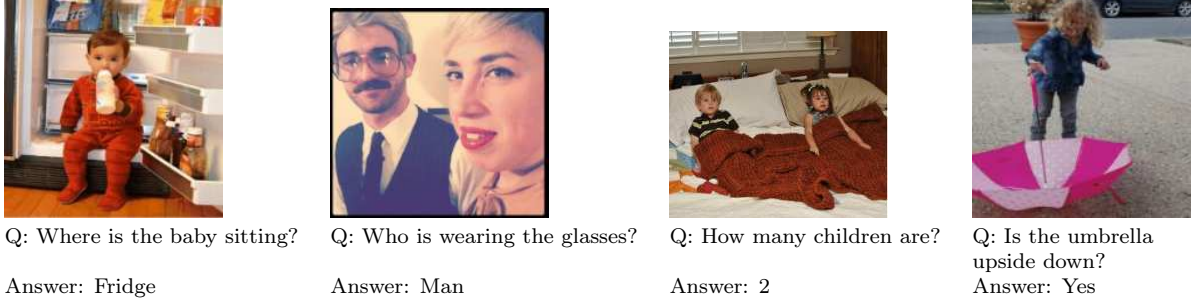 Q: Where is the baby sitting?
Answer: Fridge
Q: Who is wearing the glasses?
Answer: Man
Q: How many children are?
Answer: 2
Q: Is the umbrella
upside down?
Answer: Yes